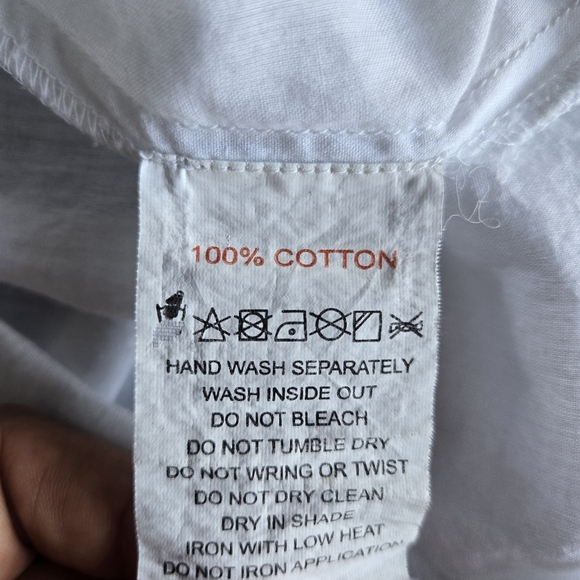 100% COTTON
HAND WASH SEPARATELY
WASH INSIDE OUT
DO NOT BLEACH
DO NOT TUMBLE DRY
DO NOT WRING OR TWIST
DO NOT DRY CLEAN
DRY IN SHADE
IRON WITH LOW HEAT
DO NOT IRON APPLICATION